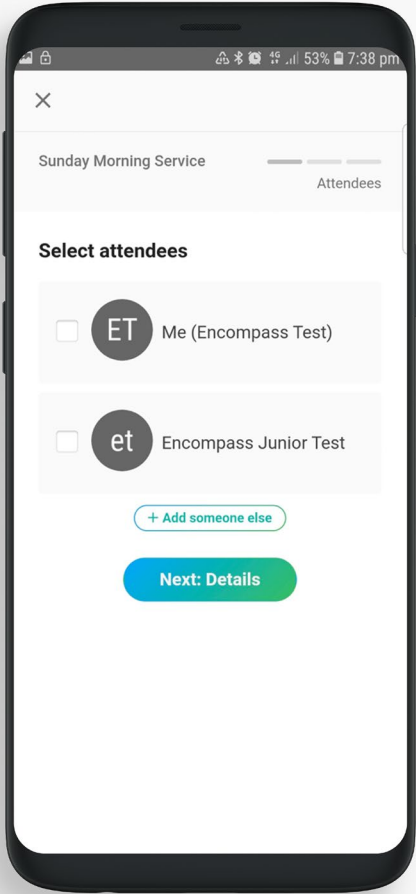 4G 53% 7:38 pm
Sunday Morning Service
Attendees
Select attendees
ET Me (Encompass Test)
et Encompass Junior Test
+ Add someone else
Next: Details